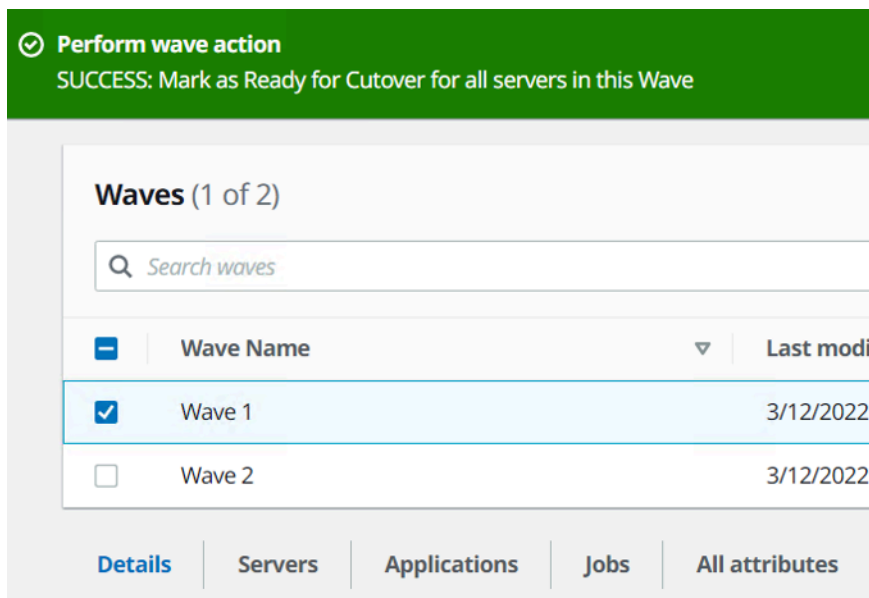 Perform wave action
SUCCESS: Mark as Ready for Cutover for all servers in this Wave
Waves (1 of 2)
Search waves
Wave Name Last modi
Wave 1 3/12/2022
Wave 2 3/12/2022
Details Servers Applications Jobs All attributes